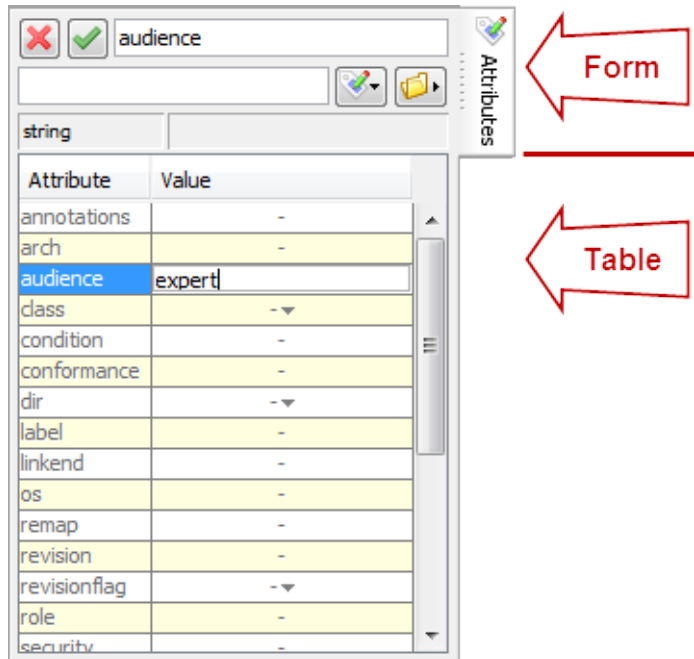 audience
Attributes
Form
string
Attribute Value
annotations -
arch -
audience expert
class -
condition -
Table
conformance -
dir -
label -
linkend -
os -
remap -
revision -
revisionflag -
role -
security -